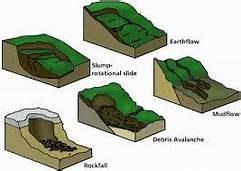 Earthflow
Slump-
rotational slide
Mudflow
Debris Avalanche
Rockfall